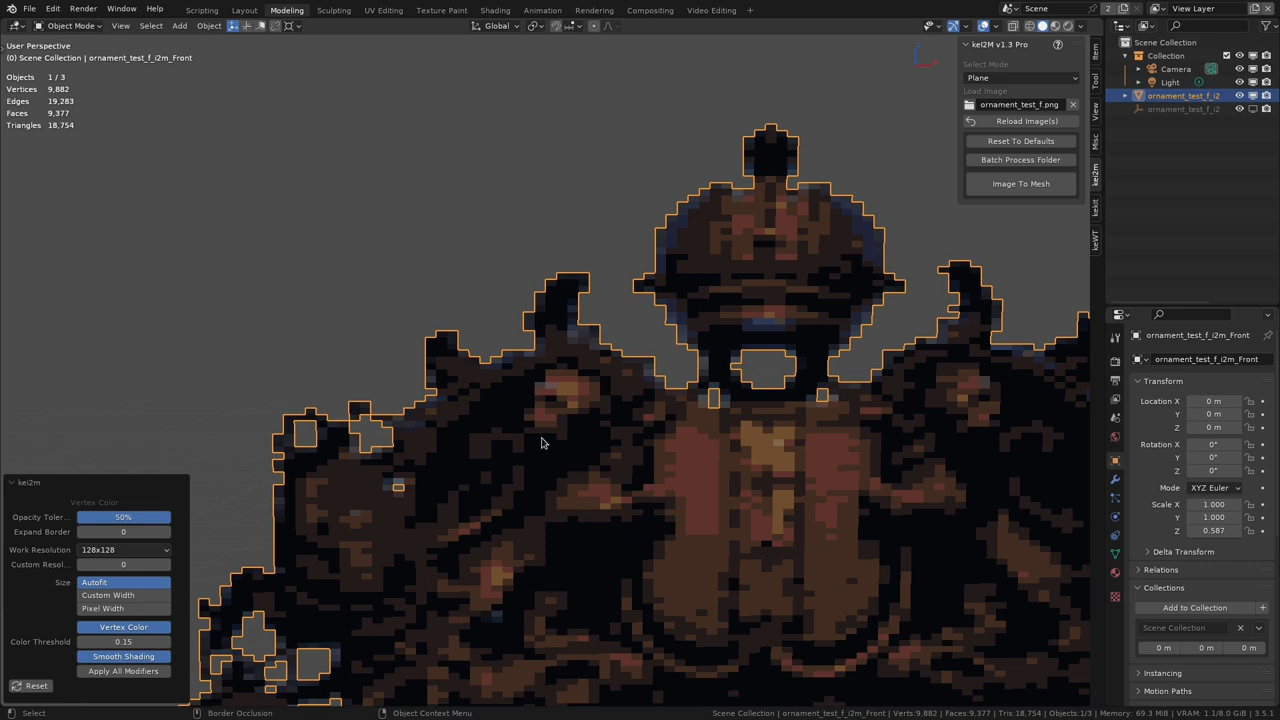 File Edit Render Window Help Scripting Layout Modeling Sculpting UV Editing Texture Paint Shading Animation Rendering Compositing Video Editing Scene 2 View Layer
Object Mode View Select Add Object Global
User Perspective
(0) Scene Collection | ornament_test_f_i2m_Front
Objects 1 / 3
Vertices 9,882
Edges 19,283
Faces 9,377
Triangles 18,754
kei2M v1.3 Pro
Select Mode
Plane
Load Image
ornament_test_f.png
Reload Image(s)
Reset To Defaults
Batch Process Folder
Image To Mesh
Item
Tool
View
Misc
kei2m
kekit
keWT
Scene Collection
Collection
Camera
Light
ornament_test_f_i2
ornament_test_f_i2
ornament_test_f_i2m_Front
ornament_test_f_i2m_Front
Transform
Location X 0 m
Y 0 m
Z 0 m
Rotation X 0°
Y 0°
Z 0°
Mode XYZ Euler
Scale X 1.000
Y 1.000
Z 0.587
Delta Transform
Relations
Collections
Add to Collection
Scene Collection
0 m 0 m 0 m
Instancing
Motion Paths
kei2m
Vertex Color
Opacity Toler... 50%
Expand Border 0
Work Resolution 128x128
Custom Resol... 0
Size Autofit
Custom Width
Pixel Width
Vertex Color
Color Threshold 0.15
Smooth Shading
Apply All Modifiers
Reset
Select Border Occlusion Object Context Menu Scene Collection | ornament_test_f_i2m_Front | Verts:9,882 | Faces:9,377 | Tris:18,754 | Objects:1/3 | Memory: 69.3 MiB | VRAM: 1.1/8.0 GiB | 3.5.1